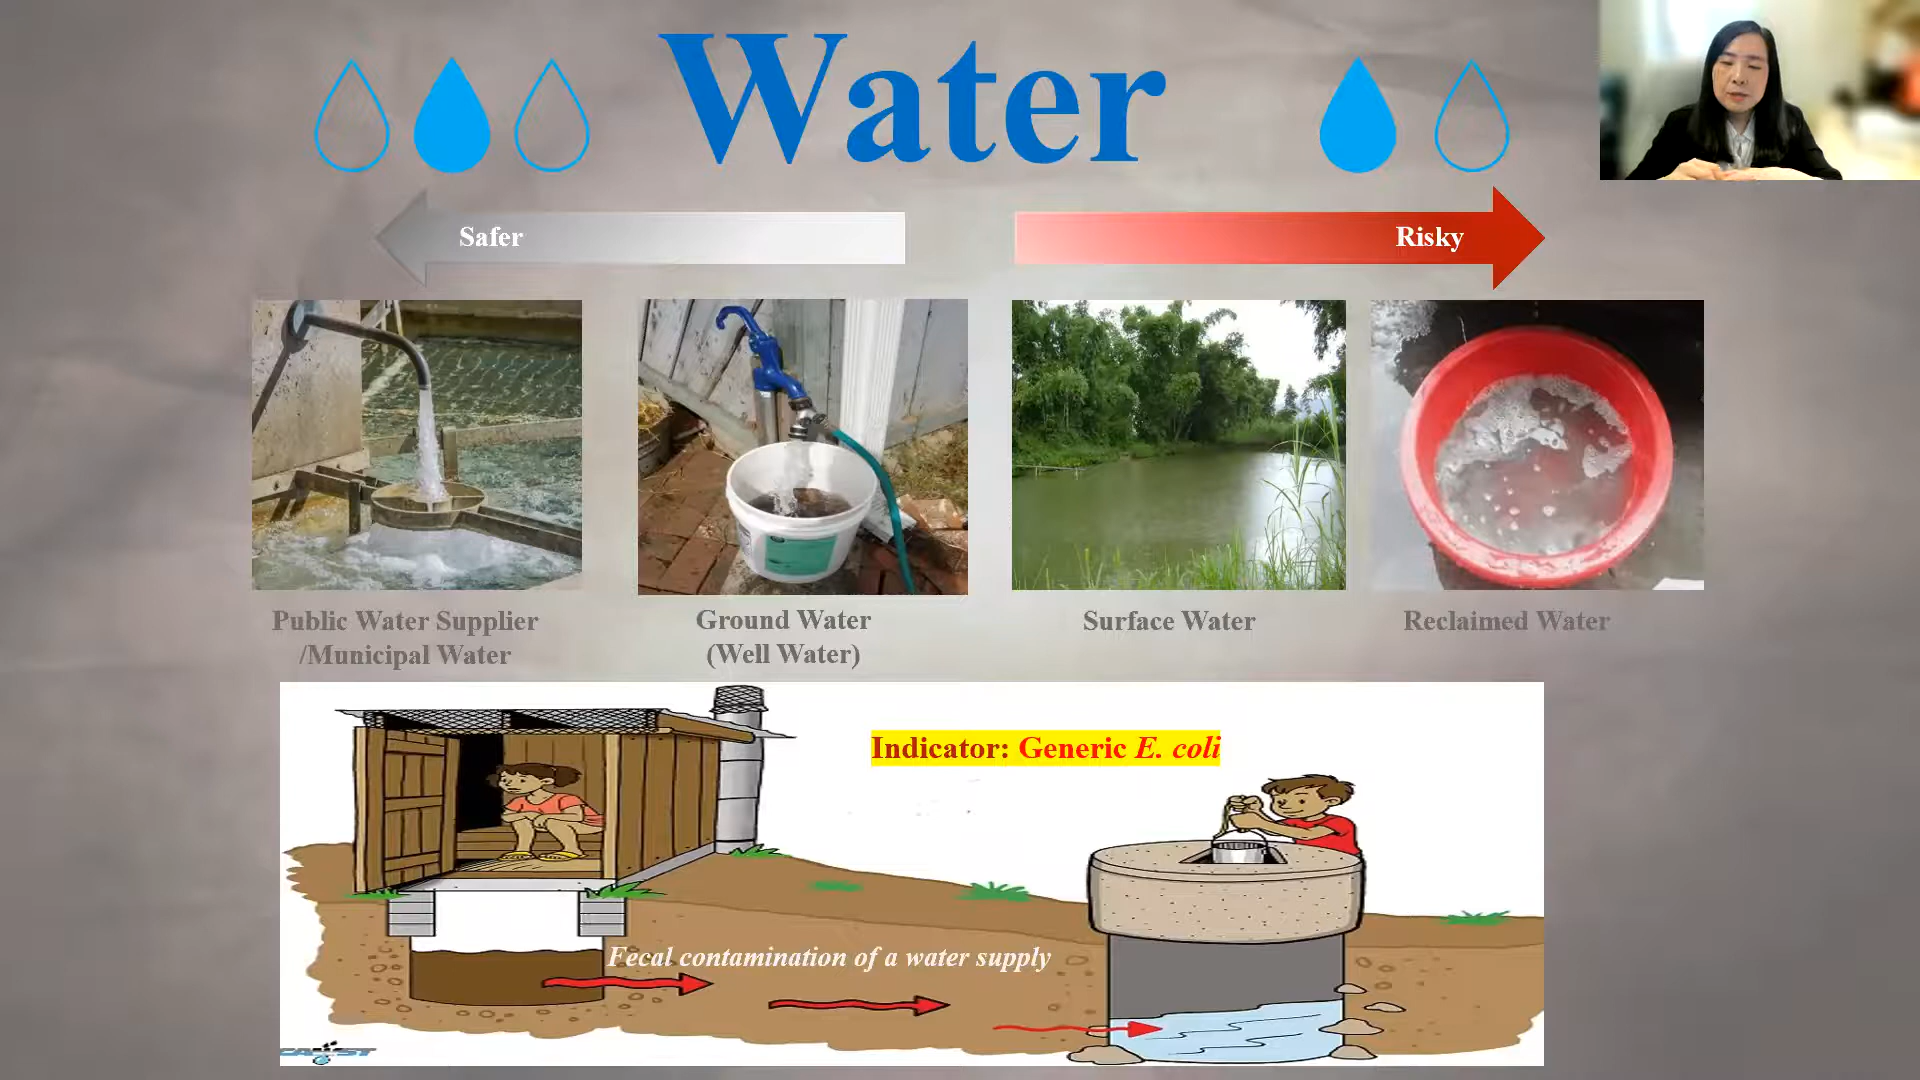 Water
Safer
Risky
Public Water Supplier
/Municipal Water
Ground Water
(Well Water)
Surface Water
Reclaimed Water
Indicator: Generic E. coli
Fecal contamination of a water supply